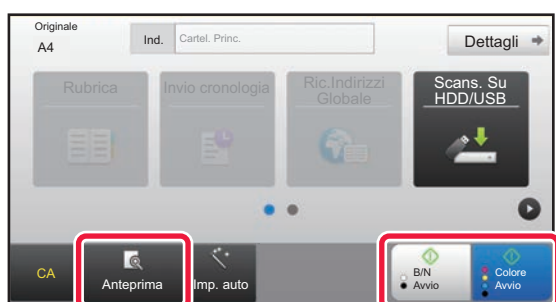 Originale
A4
Ind.
Cartel. Princ.
Dettagli
Rubrica
Invio cronologia
Ric.Indirizzi
Globale
Scans. Su
HDD/USB
CA
Anteprima
Imp. auto
B/N
Avvio
Colore
Avvio